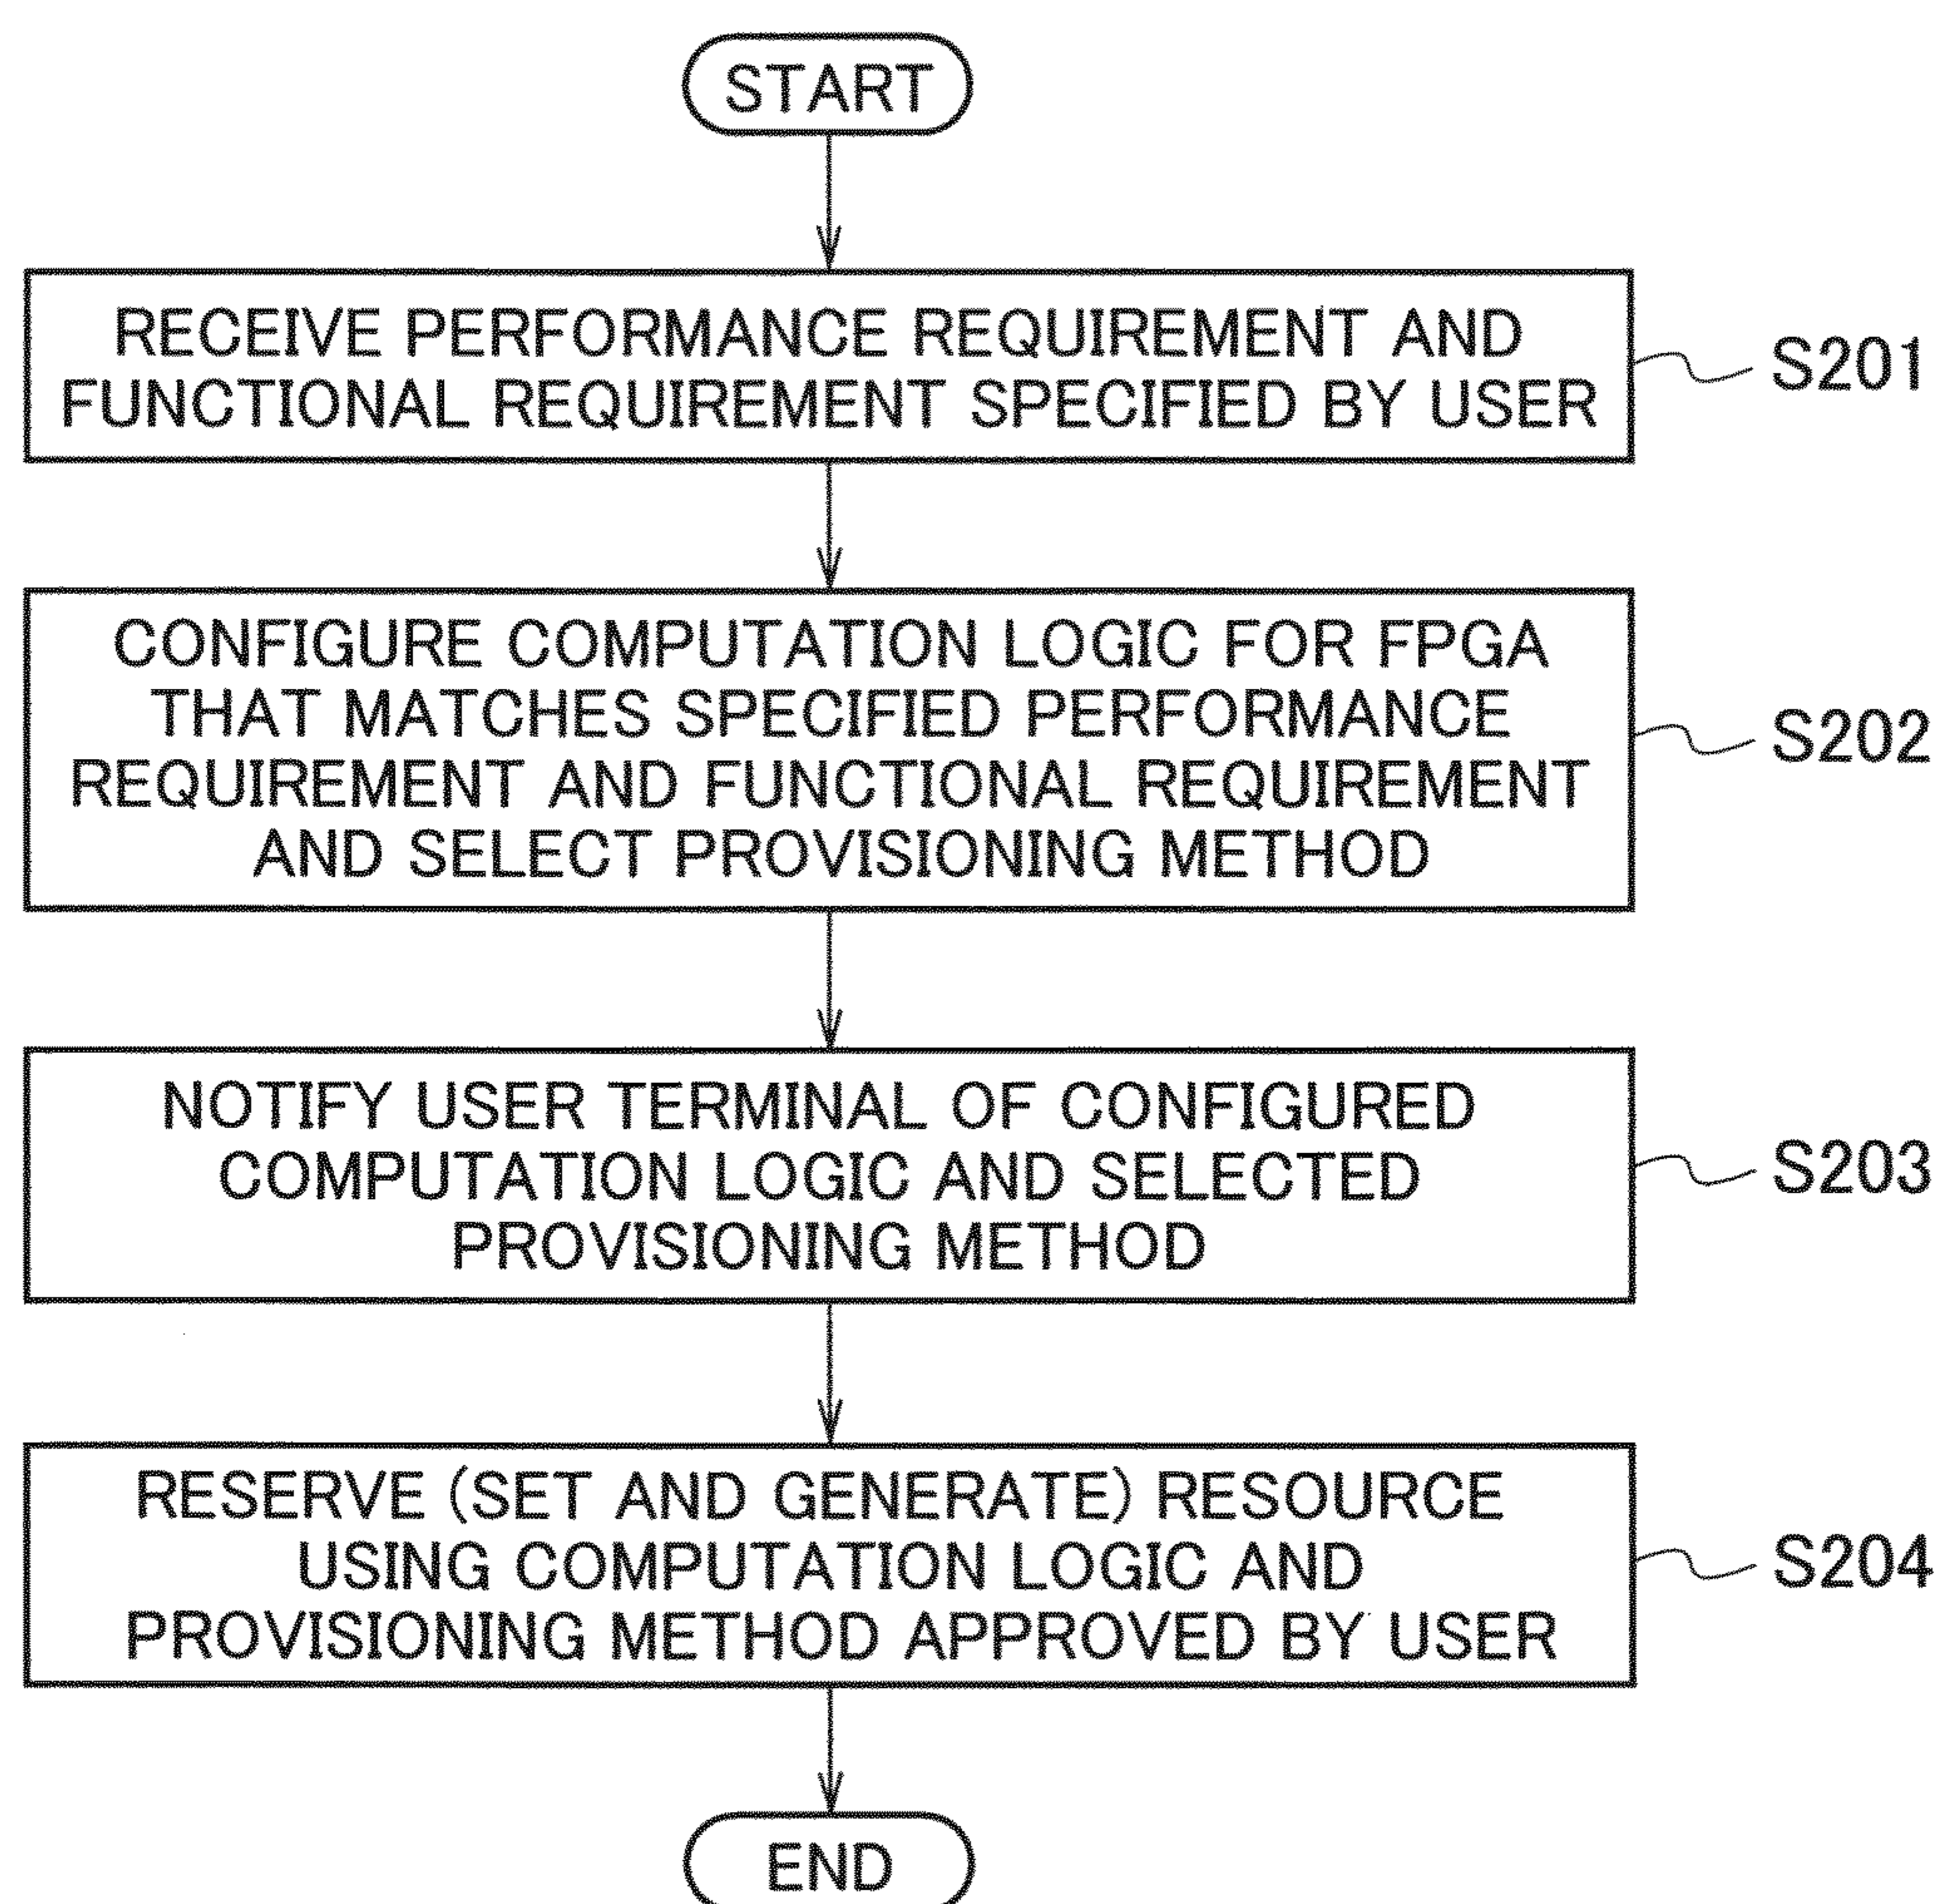 START
RECEIVE PERFORMANCE REQUIREMENT AND
FUNCTIONAL REQUIREMENT SPECIFIED BY USER
S201
CONFIGURE COMPUTATION LOGIC FOR FPGA
THAT MATCHES SPECIFIED PERFORMANCE
REQUIREMENT AND FUNCTIONAL REQUIREMENT
AND SELECT PROVISIONING METHOD
S202
NOTIFY USER TERMINAL OF CONFIGURED
COMPUTATION LOGIC AND SELECTED
PROVISIONING METHOD
S203
RESERVE (SET AND GENERATE) RESOURCE
USING COMPUTATION LOGIC AND
PROVISIONING METHOD APPROVED BY USER
S204
END